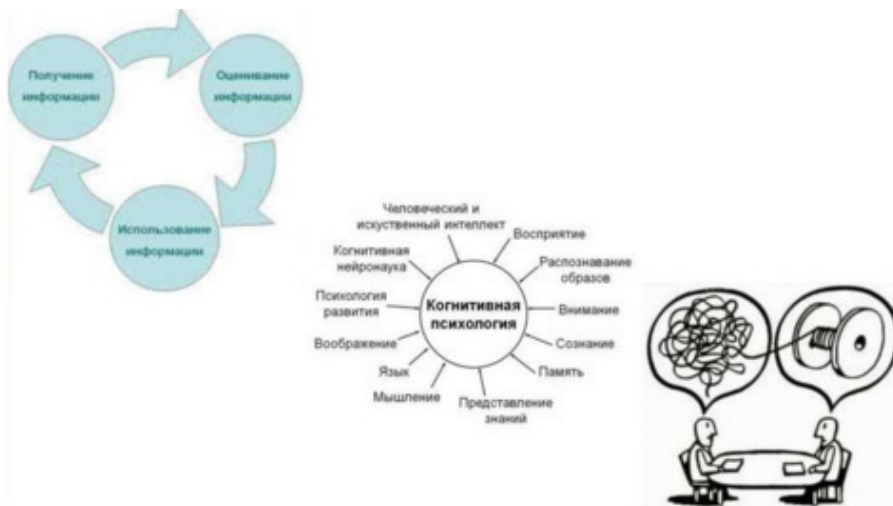 Получение
информации
Оценивание
информации
Использование
информации
Человеческий и
искуственный интеллект
Восприятие
Распознавание
образов
Внимание
Сознание
Память
Представление
знаний
Мышление
Язык
Воображение
Психология
развития
Когнитивная
нейронаука
Когнитивная
психология